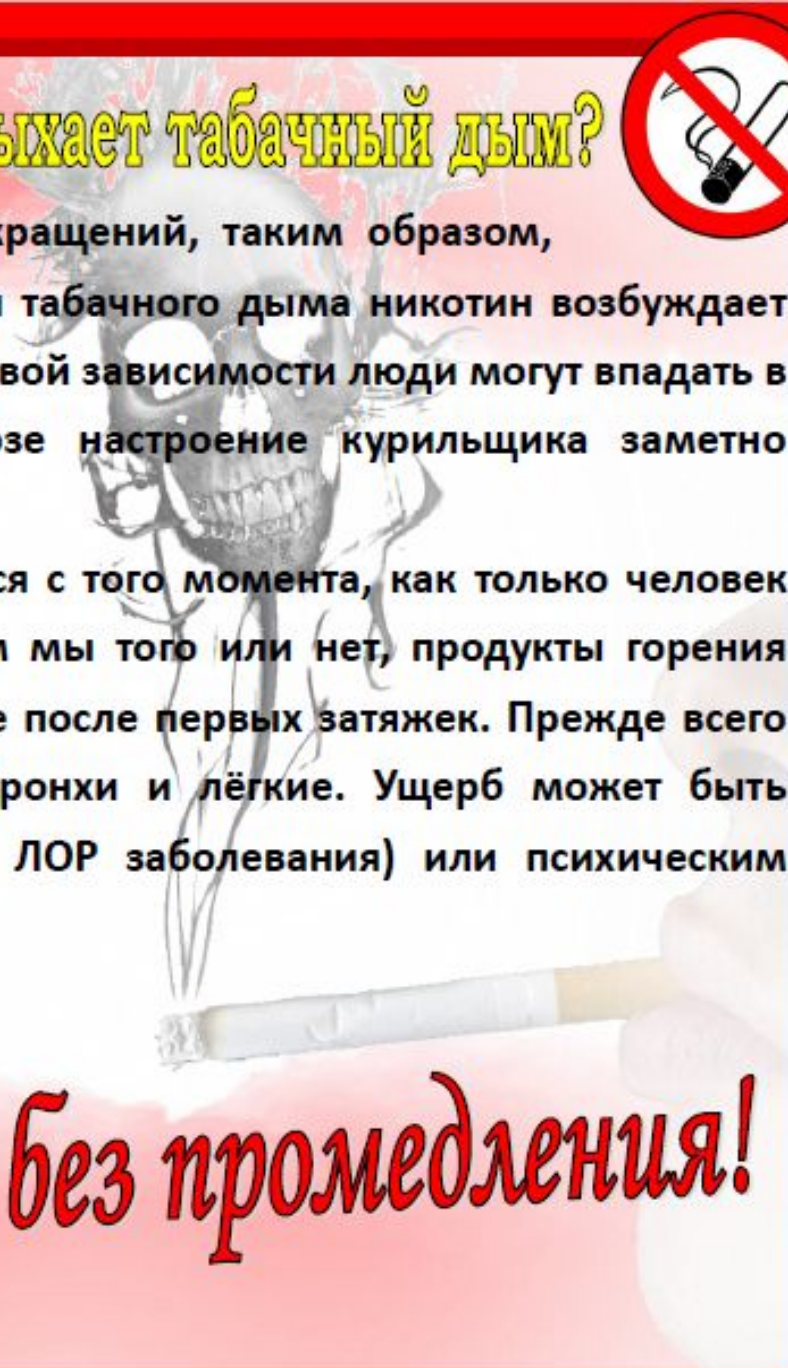 ыхает табачный дым?
кращений, таким образом,
табачного дыма никотин возбуждает
вой зависимости люди могут впадать в
озе настроение курильщика заметно
ся с того момента, как только человек
м мы того или нет, продукты горения
е после первых затяжек. Прежде всего
ронхи и лёгкие. Ущерб может быть
ЛОР заболевания) или психическим
без промедления!